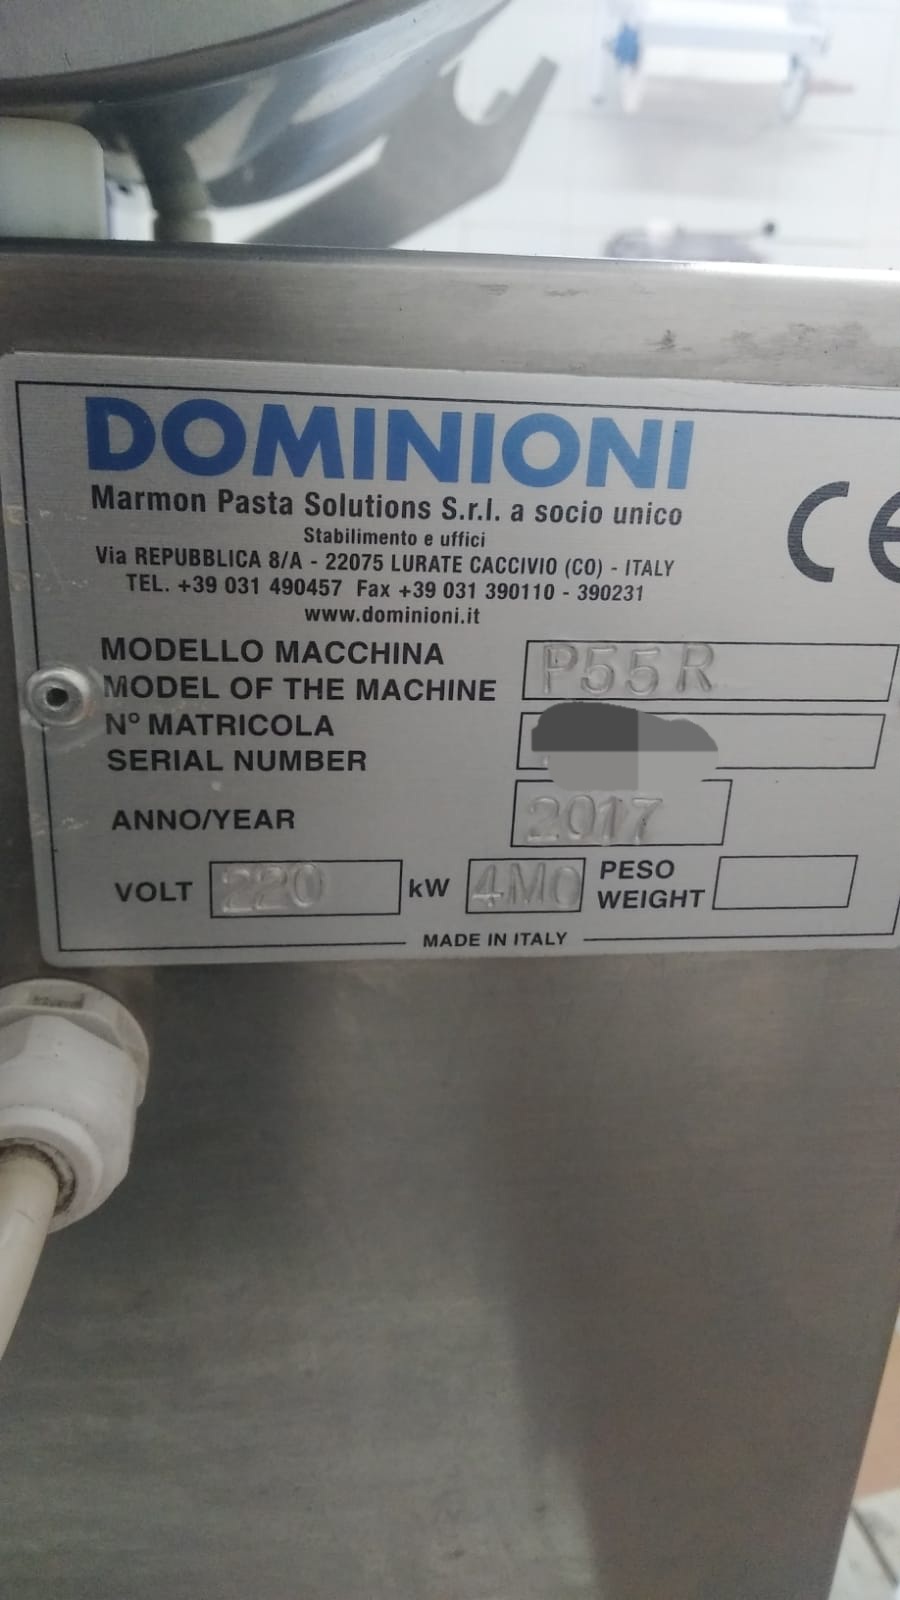 DOMINIONI
Marmon Pasta Solutions S.r.l. a socio unico
Stabilimento e uffici
Via REPUBBLICA 8/A - 22075 LURATE CACCIVIO (CO) - ITALY
TEL. +39 031 490457 Fax +39 031 390110 - 390231
www.dominioni.it
CE
MODELLO MACCHINA
MODEL OF THE MACHINE P55R
N° MATRICOLA
SERIAL NUMBER
ANNO/YEAR 2017
VOLT 220 kW 4M0 PESO
WEIGHT
MADE IN ITALY